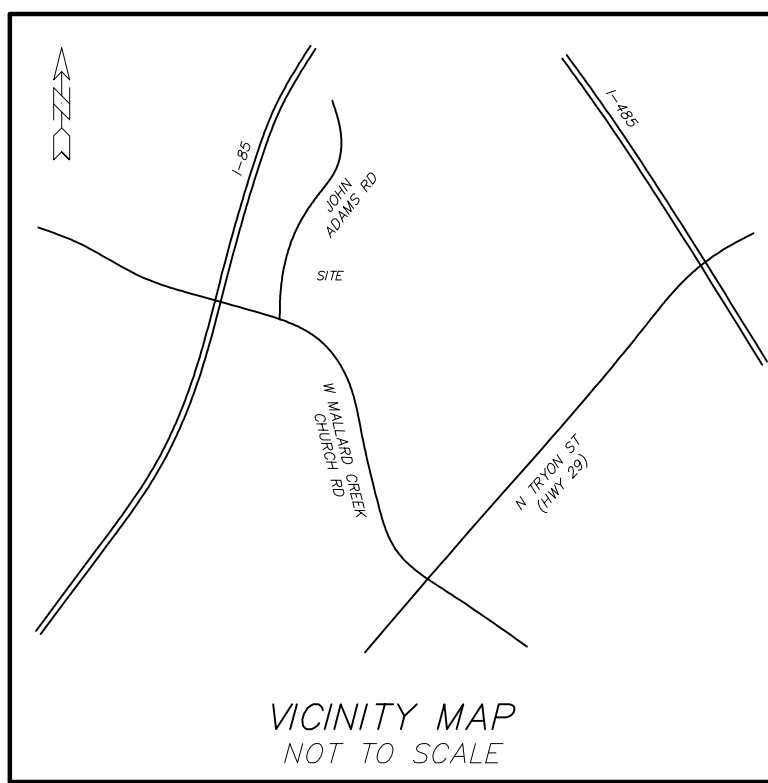 N
I-85
I-485
JOHN
ADAMS RD
SITE
W MALLARD CREEK
CHURCH RD
N TRYON ST
(HWY 29)
VICINITY MAP
NOT TO SCALE